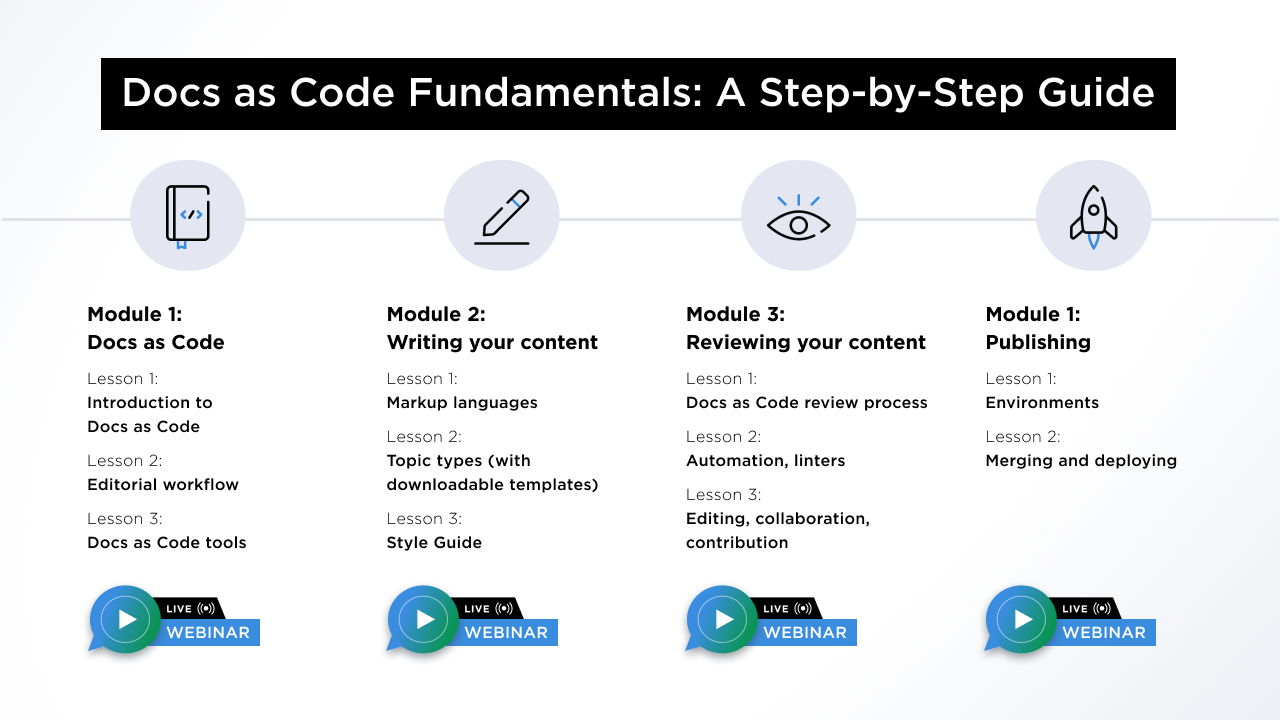 Docs as Code Fundamentals: A Step-by-Step Guide
</>
Module 1:
Docs as Code
Lesson 1:
Introduction to
Docs as Code
Lesson 2:
Editorial workflow
Lesson 3:
Docs as Code tools
LIVE
WEBINAR
Module 2:
Writing your content
Lesson 1:
Markup languages
Lesson 2:
Topic types (with
downloadable templates)
Lesson 3:
Style Guide
LIVE
WEBINAR
Module 3:
Reviewing your content
Lesson 1:
Docs as Code review process
Lesson 2:
Automation, linters
Lesson 3:
Editing, collaboration,
contribution
LIVE
WEBINAR
Module 1:
Publishing
Lesson 1:
Environments
Lesson 2:
Merging and deploying
LIVE
WEBINAR